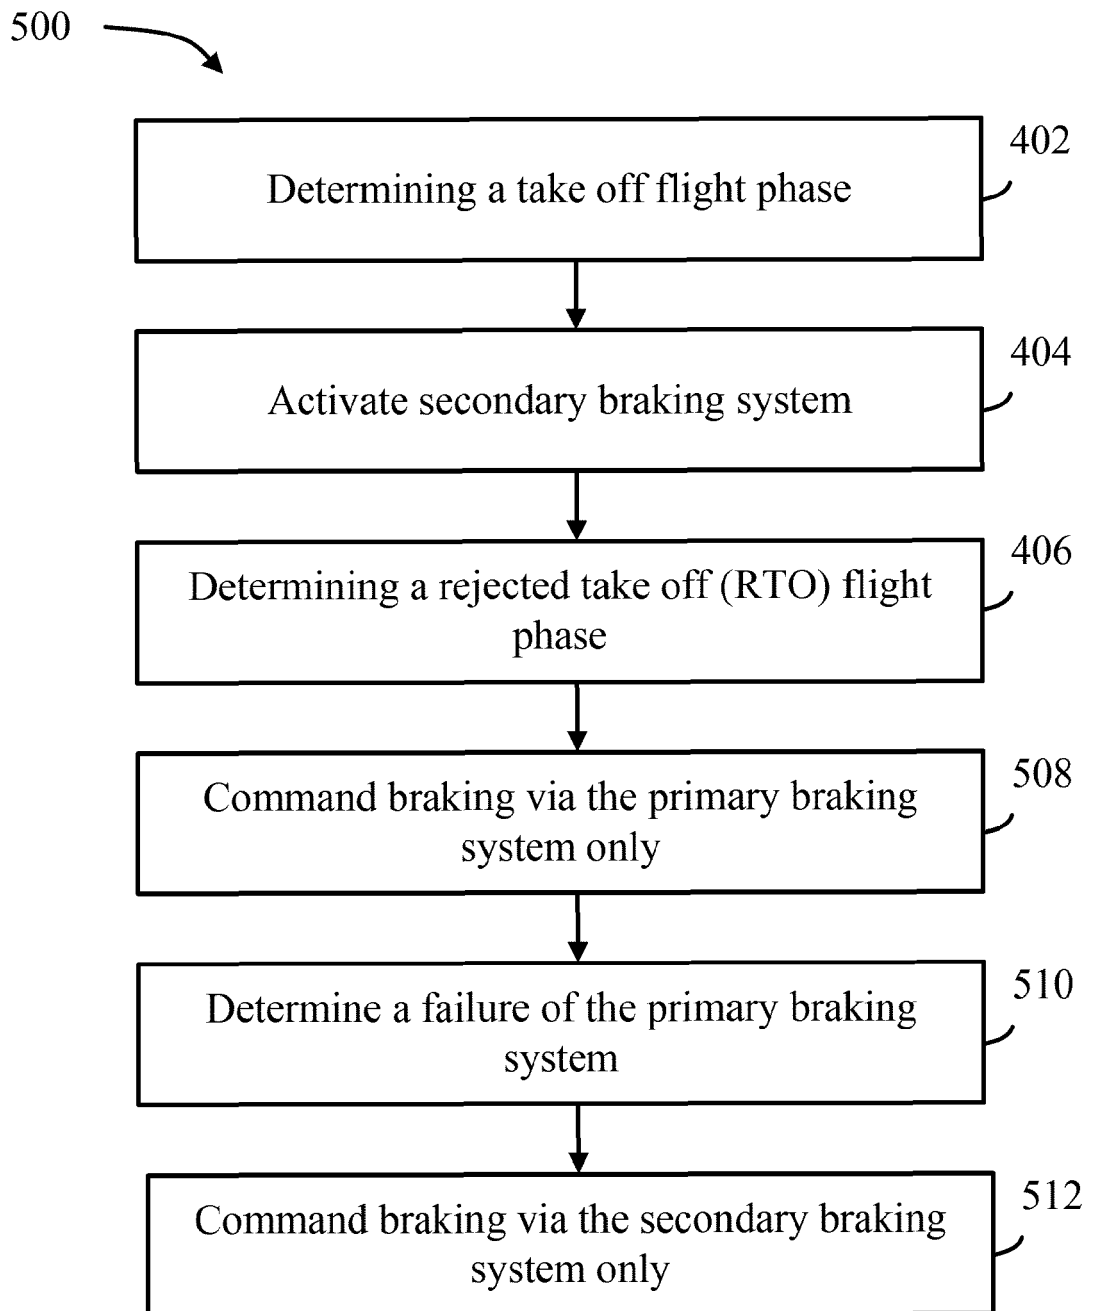 500
402
Determining a take off flight phase
404
Activate secondary braking system
406
Determining a rejected take off (RTO) flight
phase
508
Command braking via the primary braking
system only
510
Determine a failure of the primary braking
system
512
Command braking via the secondary braking
system only